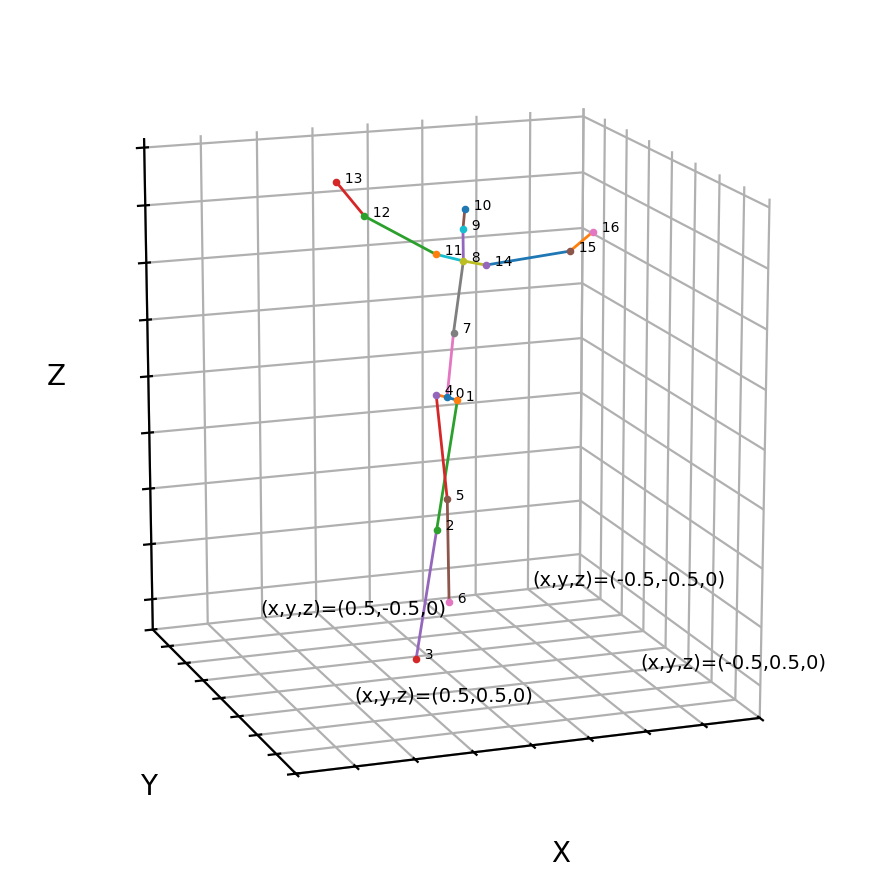 13
10
12
9
16
11
8
14
15
7
4
0
1
5
2
(x,y,z)=(-0.5,-0.5,0)
(x,y,z)=(0.5,-0.5,0)
6
3
(x,y,z)=(-0.5,0.5,0)
(x,y,z)=(0.5,0.5,0)
Z
Y
X